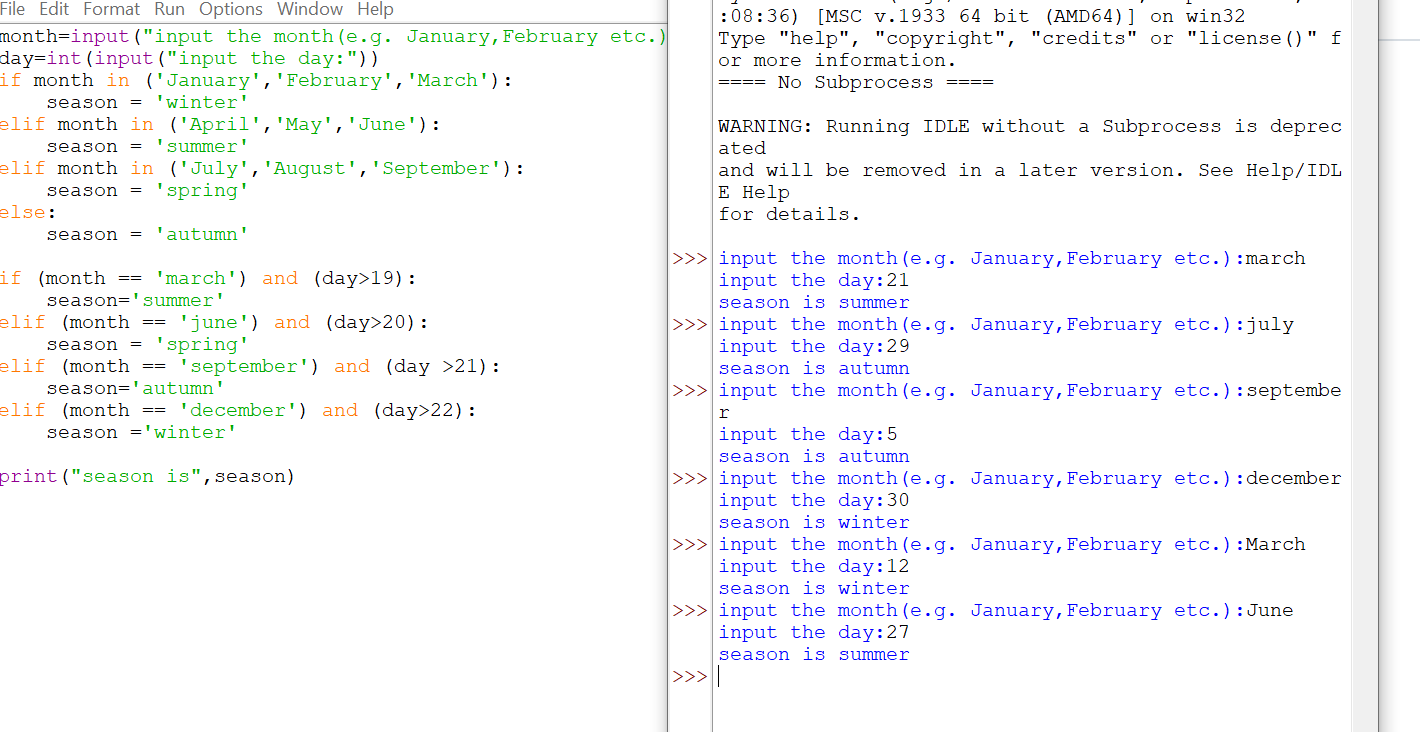 File Edit Format Run Options Window Help
month=input("input the month(e.g. January,February etc.)
day=int(input("input the day:"))
if month in ('January','February','March'):
    season = 'winter'
elif month in ('April','May','June'):
    season = 'summer'
elif month in ('July','August','September'):
    season = 'spring'
else:
    season = 'autumn'
if (month == 'march') and (day>19):
    season='summer'
elif (month == 'june') and (day>20):
    season = 'spring'
elif (month == 'september') and (day >21):
    season='autumn'
elif (month == 'december') and (day>22):
    season ='winter'
print("season is",season)
:08:36) [MSC v.1933 64 bit (AMD64)] on win32
Type "help", "copyright", "credits" or "license()" f
or more information.
==== No Subprocess ====
WARNING: Running IDLE without a Subprocess is deprec
ated
and will be removed in a later version. See Help/IDL
E Help
for details.
>>> input the month(e.g. January,February etc.):march
input the day:21
season is summer
>>> input the month(e.g. January,February etc.):july
input the day:29
season is autumn
>>> input the month(e.g. January,February etc.):septembe
r
input the day:5
season is autumn
>>> input the month(e.g. January,February etc.):december
input the day:30
season is winter
>>> input the month(e.g. January,February etc.):March
input the day:12
season is winter
>>> input the month(e.g. January,February etc.):June
input the day:27
season is summer
>>>